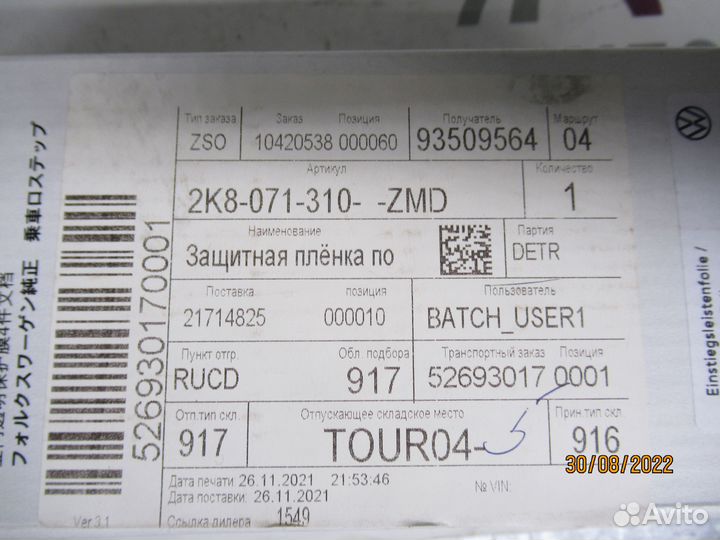 Тип заказа Заказ Позиция Получатель Маршрут
ZSO 10420538 000060 93509564 04
Артикул Количество
2K8-071-310- -ZMD 1
Наименование Партия
Защитная плёнка по DETR
Поставка позиция Пользователь
21714825 000010 BATCH_USER1
Пункт отгр. Обл. подбора Транспортный заказ Позиция
RUCD 917 52693017 0001
Отп.тип скл. Отпускающее складское место Прин.тип скл.
917 TOUR04- 5 916
Дата печати: 26.11.2021 21:53:46
Дата поставки: 26.11.2021
№ VIN:
Ver 3.1 Ссылка дилера 1549
526930170001
フォルクスワーゲン純正 乗車口ステップ
Einstiegsleistenfolie /
30/08/2022
Avito